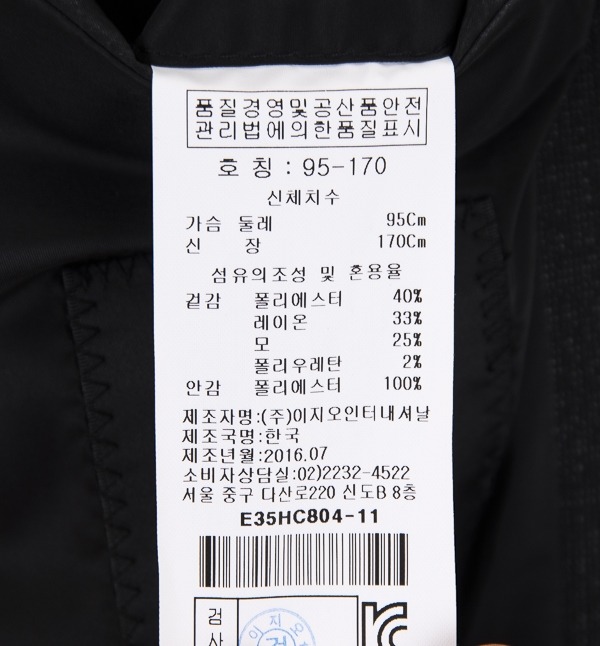 품질경영및공산품안전
관리법에의한품질표시
호 칭 : 95-170
신체치수
가슴 둘레 95Cm
신 장 170Cm
섬유의조성 및 혼용율
겉감 폴리에스터 40%
레이온 33%
모 25%
폴리우레탄 2%
안감 폴리에스터 100%
제조자명:(주)이지오인터내셔날
제조국명:한국
제조년월:2016.07
소비자상담실:02)2232-4522
서울 중구 다산로220 신도B 8층
E35HC804-11
검
사
이지오